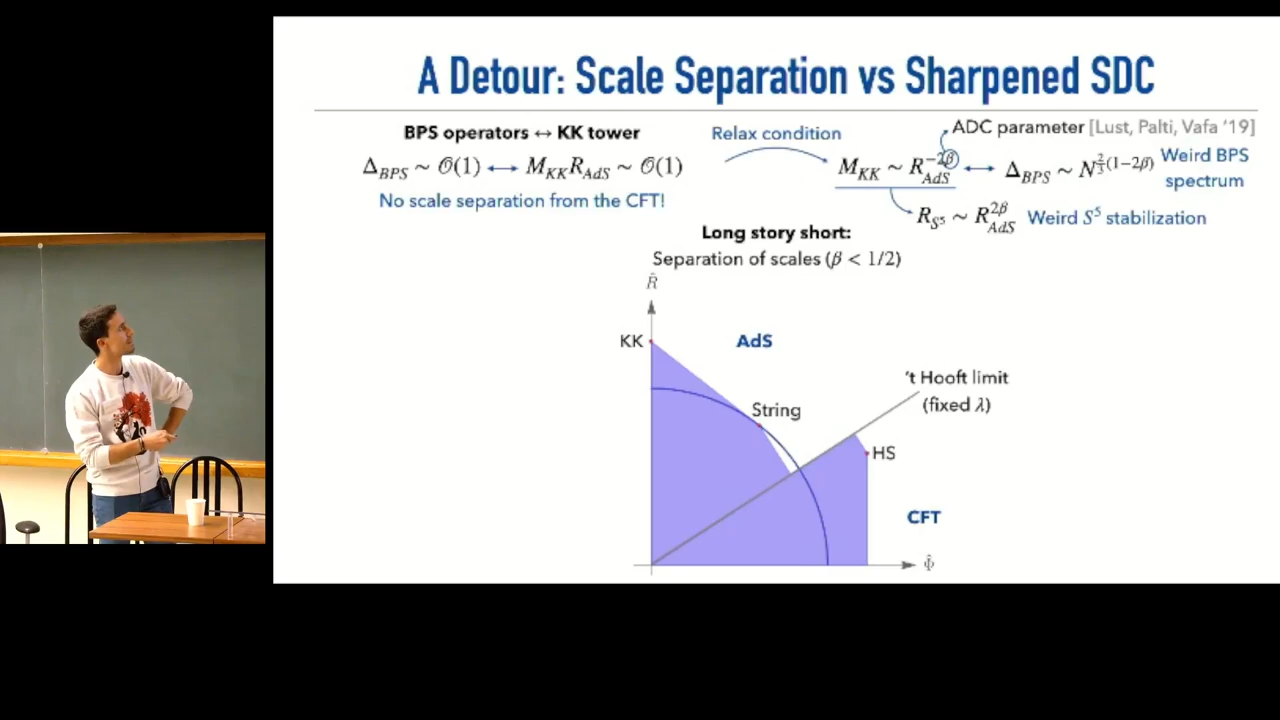 A Detour: Scale Separation vs Sharpened SDC
BPS operators ↔ KK tower
Δ_BPS ~ 𝒪(1) ⟷ M_KK R_AdS ~ 𝒪(1)
No scale separation from the CFT!
Relax condition
ADC parameter [Lust, Palti, Vafa '19]
M_KK ~ R_AdS^{-2β} ⟷ Δ_BPS ~ N^{\frac{2}{3}(1-2β)}
Weird BPS
spectrum
R_{S^5} ~ R_AdS^{2β} Weird S^5 stabilization
Long story short:
Separation of scales (β < 1/2)
R̂
KK
AdS
't Hooft limit
(fixed λ)
String
HS
CFT
Φ̂